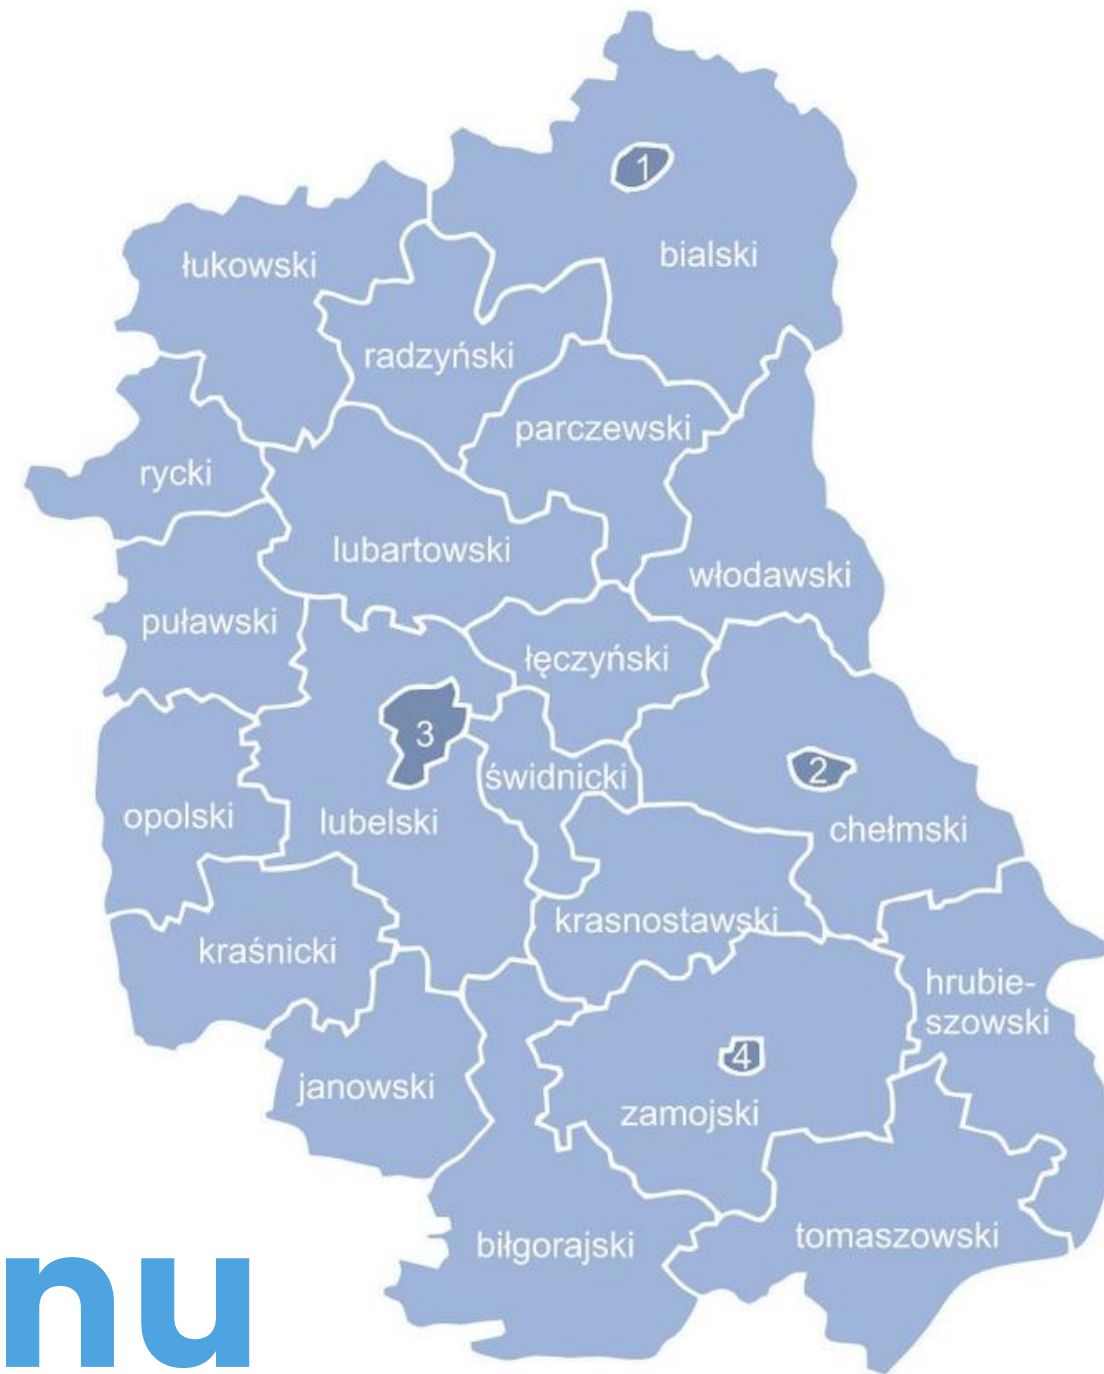 1
bialski
łukowski
radzyński
parczewski
rycki
lubartowski
włodawski
puławski
łęczyński
3
2
świdnicki
opolski
lubelski
chełmski
krasnostawski
kraśnicki
hrubie-
szowski
4
janowski
zamojski
tomaszowski
biłgorajski
nu